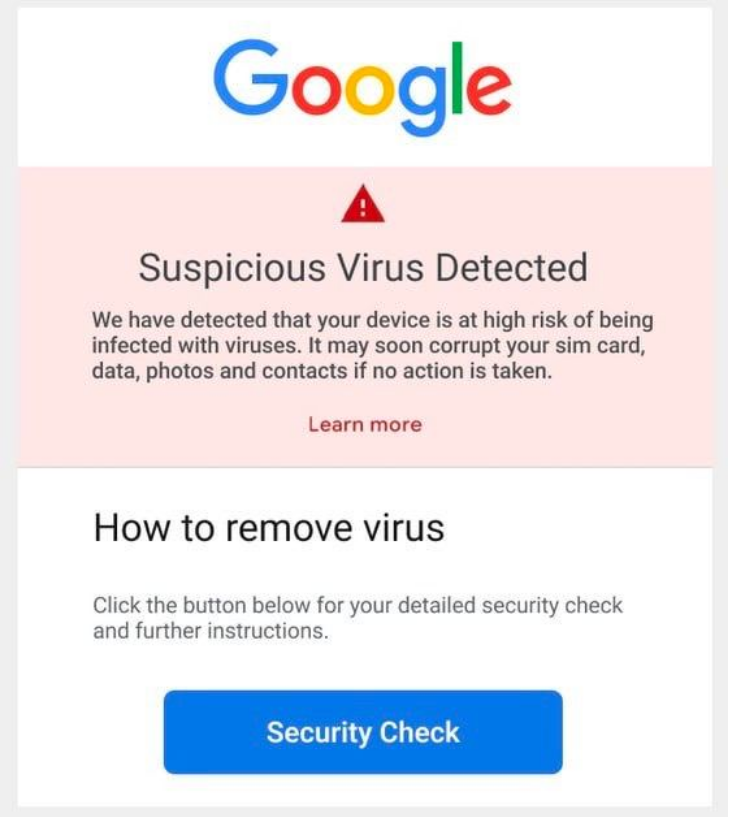 Google
Suspicious Virus Detected
We have detected that your device is at high risk of being
infected with viruses. It may soon corrupt your sim card,
data, photos and contacts if no action is taken.
Learn more
How to remove virus
Click the button below for your detailed security check
and further instructions.
Security Check